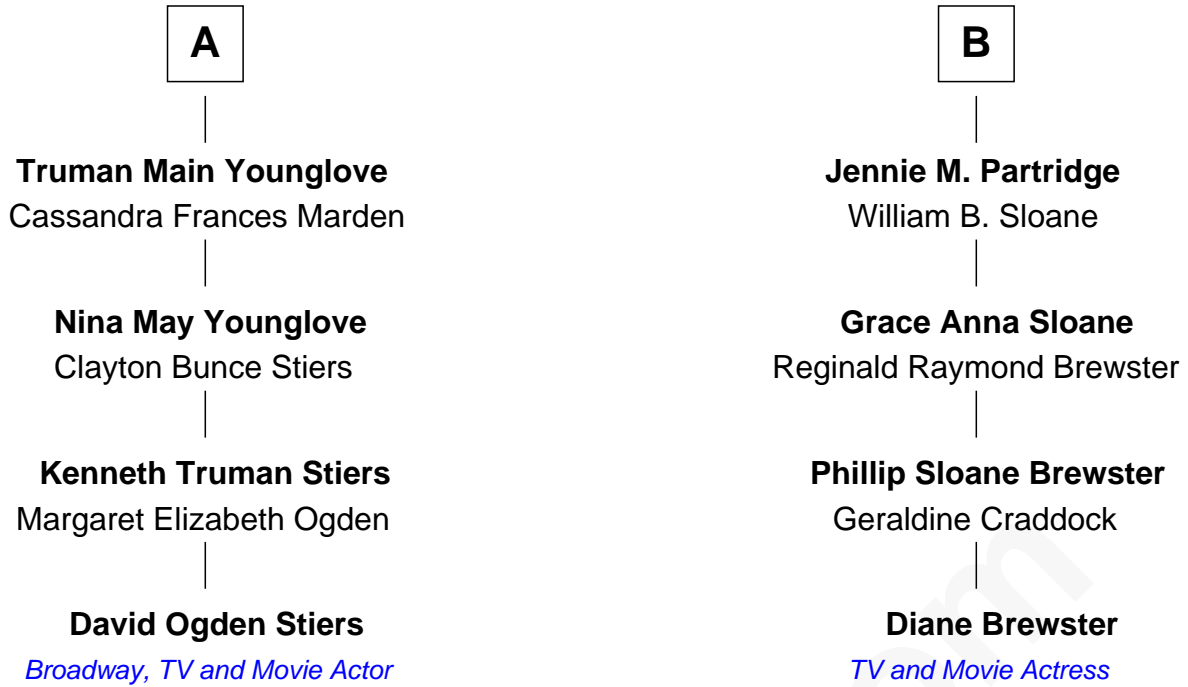 A
Truman Main Younglove
Cassandra Frances Marden
Nina May Younglove
Clayton Bunce Stiers
Kenneth Truman Stiers
Margaret Elizabeth Ogden
David Ogden Stiers
Broadway, TV and Movie Actor
B
Jennie M. Partridge
William B. Sloane
Grace Anna Sloane
Reginald Raymond Brewster
Phillip Sloane Brewster
Geraldine Craddock
Diane Brewster
TV and Movie Actress